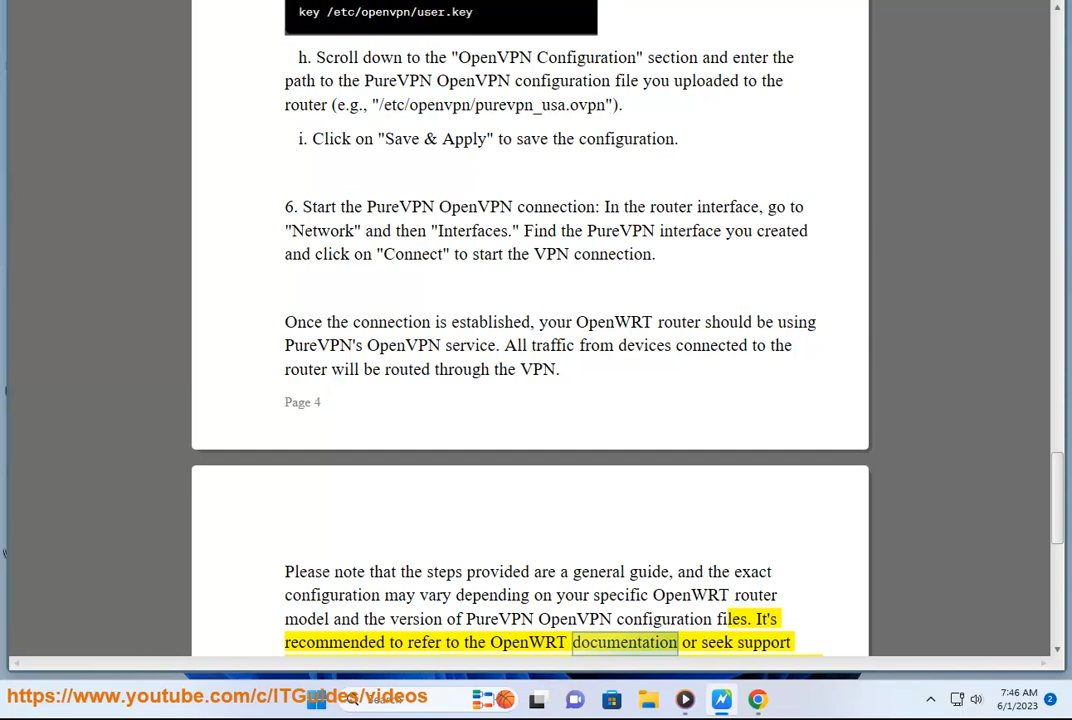 key /etc/openvpn/user.key
h. Scroll down to the "OpenVPN Configuration" section and enter the
path to the PureVPN OpenVPN configuration file you uploaded to the
router (e.g., "/etc/openvpn/purevpn_usa.ovpn").
i. Click on "Save & Apply" to save the configuration.
6. Start the PureVPN OpenVPN connection: In the router interface, go to
"Network" and then "Interfaces." Find the PureVPN interface you created
and click on "Connect" to start the VPN connection.
Once the connection is established, your OpenWRT router should be using
PureVPN's OpenVPN service. All traffic from devices connected to the
router will be routed through the VPN.
Page 4
Please note that the steps provided are a general guide, and the exact
configuration may vary depending on your specific OpenWRT router
model and the version of PureVPN OpenVPN configuration files. It's
recommended to refer to the OpenWRT documentation or seek support
https://www.youtube.com/c/ITGuides/videos
Search
7:46 AM
6/1/2023
2